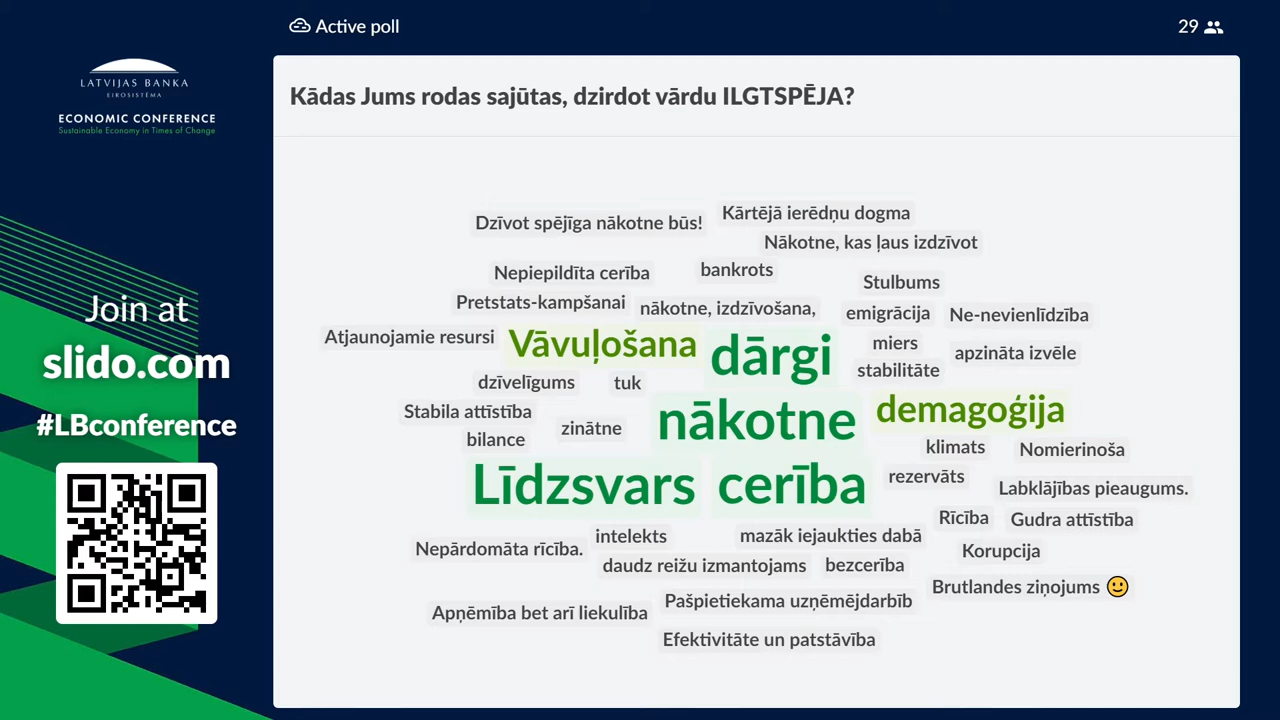 Active poll
29
LATVIJAS BANKA
EIROSISTĒMA
ECONOMIC CONFERENCE
Sustainable Economy in Times of Change
Join at
slido.com
#LBconference
Kādas Jums rodas sajūtas, dzirdot vārdu ILGTSPĒJA?
Dzīvot spējīga nākotne būs!
Kārtējā ierēdņu dogma
Nākotne, kas ļaus izdzīvot
Nepiepildīta cerība
bankrots
Stulbums
Pretstats-kampšanai
nākotne, izdzīvošana,
emigrācija
Ne-nevienlīdzība
Atjaunojamie resursi
Vāvuļošana
dārgi
miers
apzināta izvēle
stabilitāte
dzīvelīgums
tuk
Stabila attīstība
zinātne
nākotne
demagoģija
bilance
klimats
Nomierinoša
Līdzsvars
cerība
rezervāts
Labklājības pieaugums.
Rīcība
Gudra attīstība
Nepārdomāta rīcība.
intelekts
mazāk iejaukties dabā
Korupcija
daudz reižu izmantojams
bezcerība
Brutlandes ziņojums 🙂
Apņēmība bet arī liekulība
Pašpietiekama uzņēmējdarbīb
Efektivitāte un patstāvība